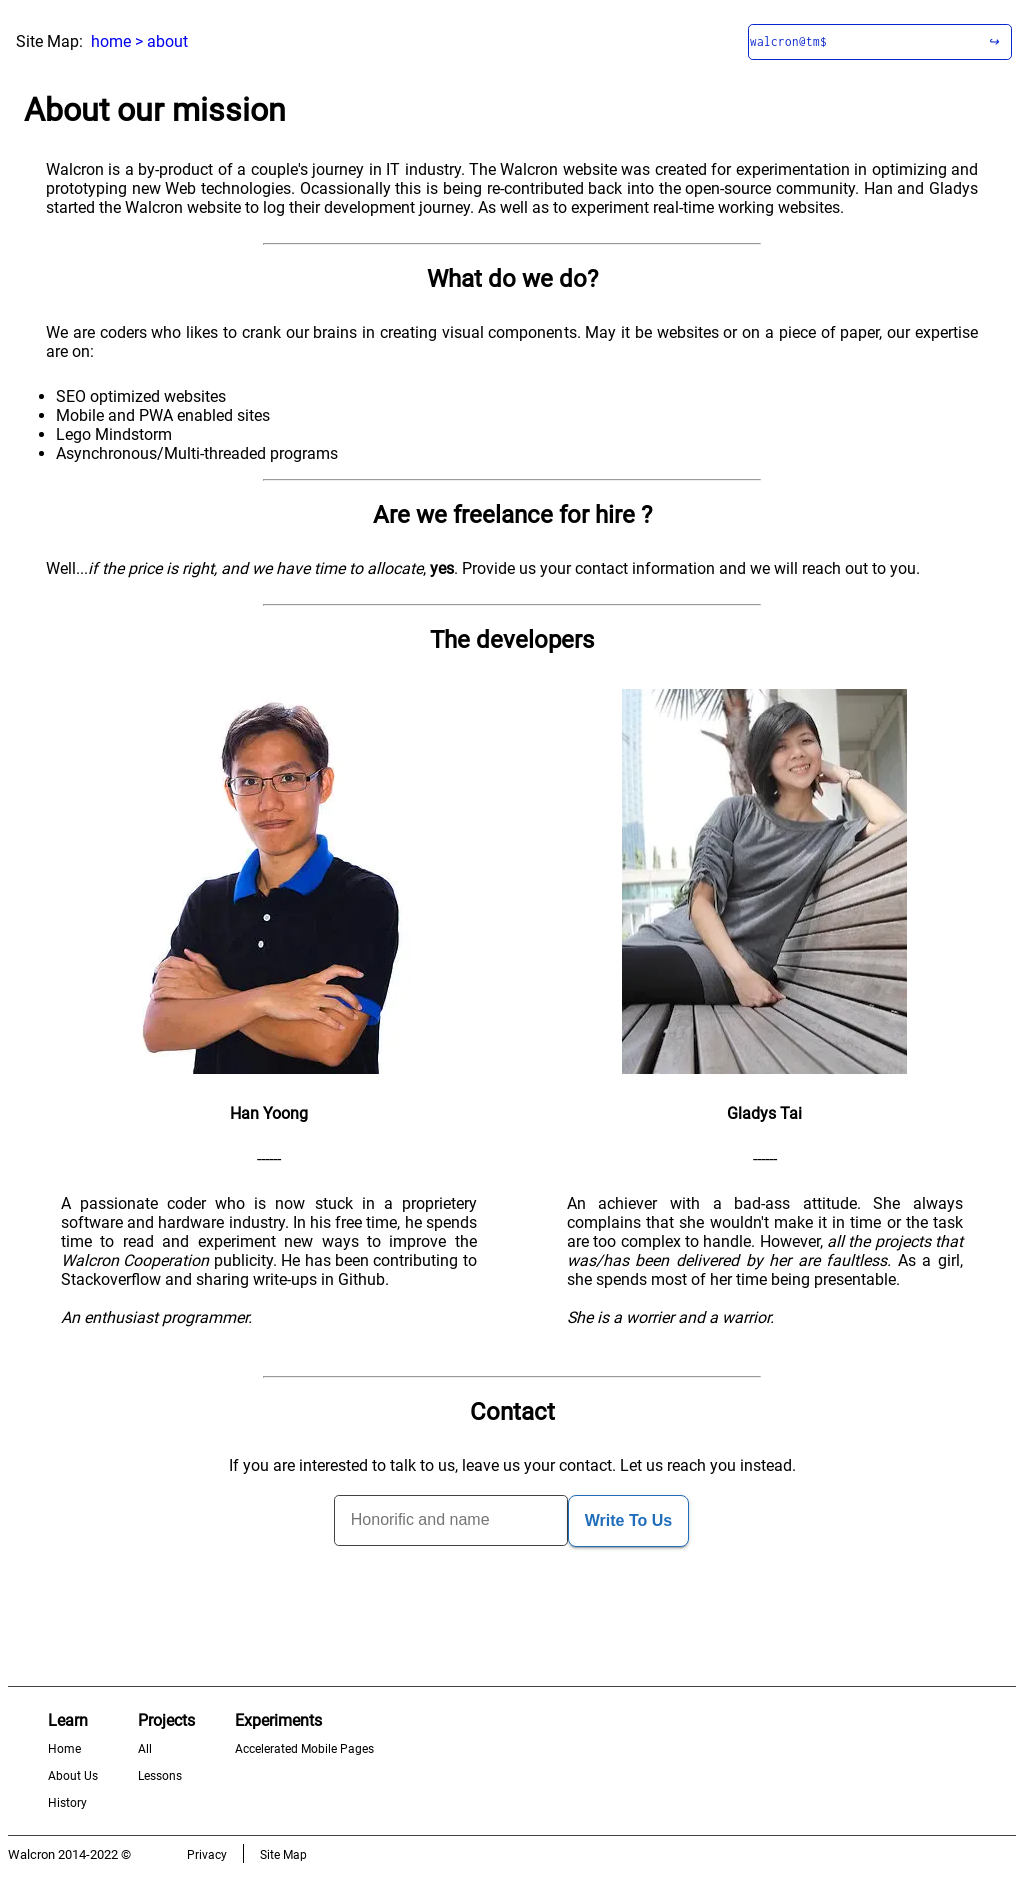 Site Map: home > about
walcron@tm$ ↪
About our mission
Walcron is a by-product of a couple's journey in IT industry. The Walcron website was created for experimentation in optimizing and
prototyping new Web technologies. Ocassionally this is being re-contributed back into the open-source community. Han and Gladys
started the Walcron website to log their development journey. As well as to experiment real-time working websites.
What do we do?
We are coders who likes to crank our brains in creating visual components. May it be websites or on a piece of paper, our expertise
are on:
• SEO optimized websites
• Mobile and PWA enabled sites
• Lego Mindstorm
• Asynchronous/Multi-threaded programs
Are we freelance for hire ?
Well...if the price is right, and we have time to allocate, yes. Provide us your contact information and we will reach out to you.
The developers
Han Yoong
------
A passionate coder who is now stuck in a proprietery
software and hardware industry. In his free time, he spends
time to read and experiment new ways to improve the
Walcron Cooperation publicity. He has been contributing to
Stackoverflow and sharing write-ups in Github.
An enthusiast programmer.
Gladys Tai
------
An achiever with a bad-ass attitude. She always
complains that she wouldn't make it in time or the task
are too complex to handle. However, all the projects that
was/has been delivered by her are faultless. As a girl,
she spends most of her time being presentable.
She is a worrier and a warrior.
Contact
If you are interested to talk to us, leave us your contact. Let us reach you instead.
Honorific and name
Write To Us
Learn
Home
About Us
History
Projects
All
Lessons
Experiments
Accelerated Mobile Pages
Walcron 2014-2022 ©
Privacy
Site Map